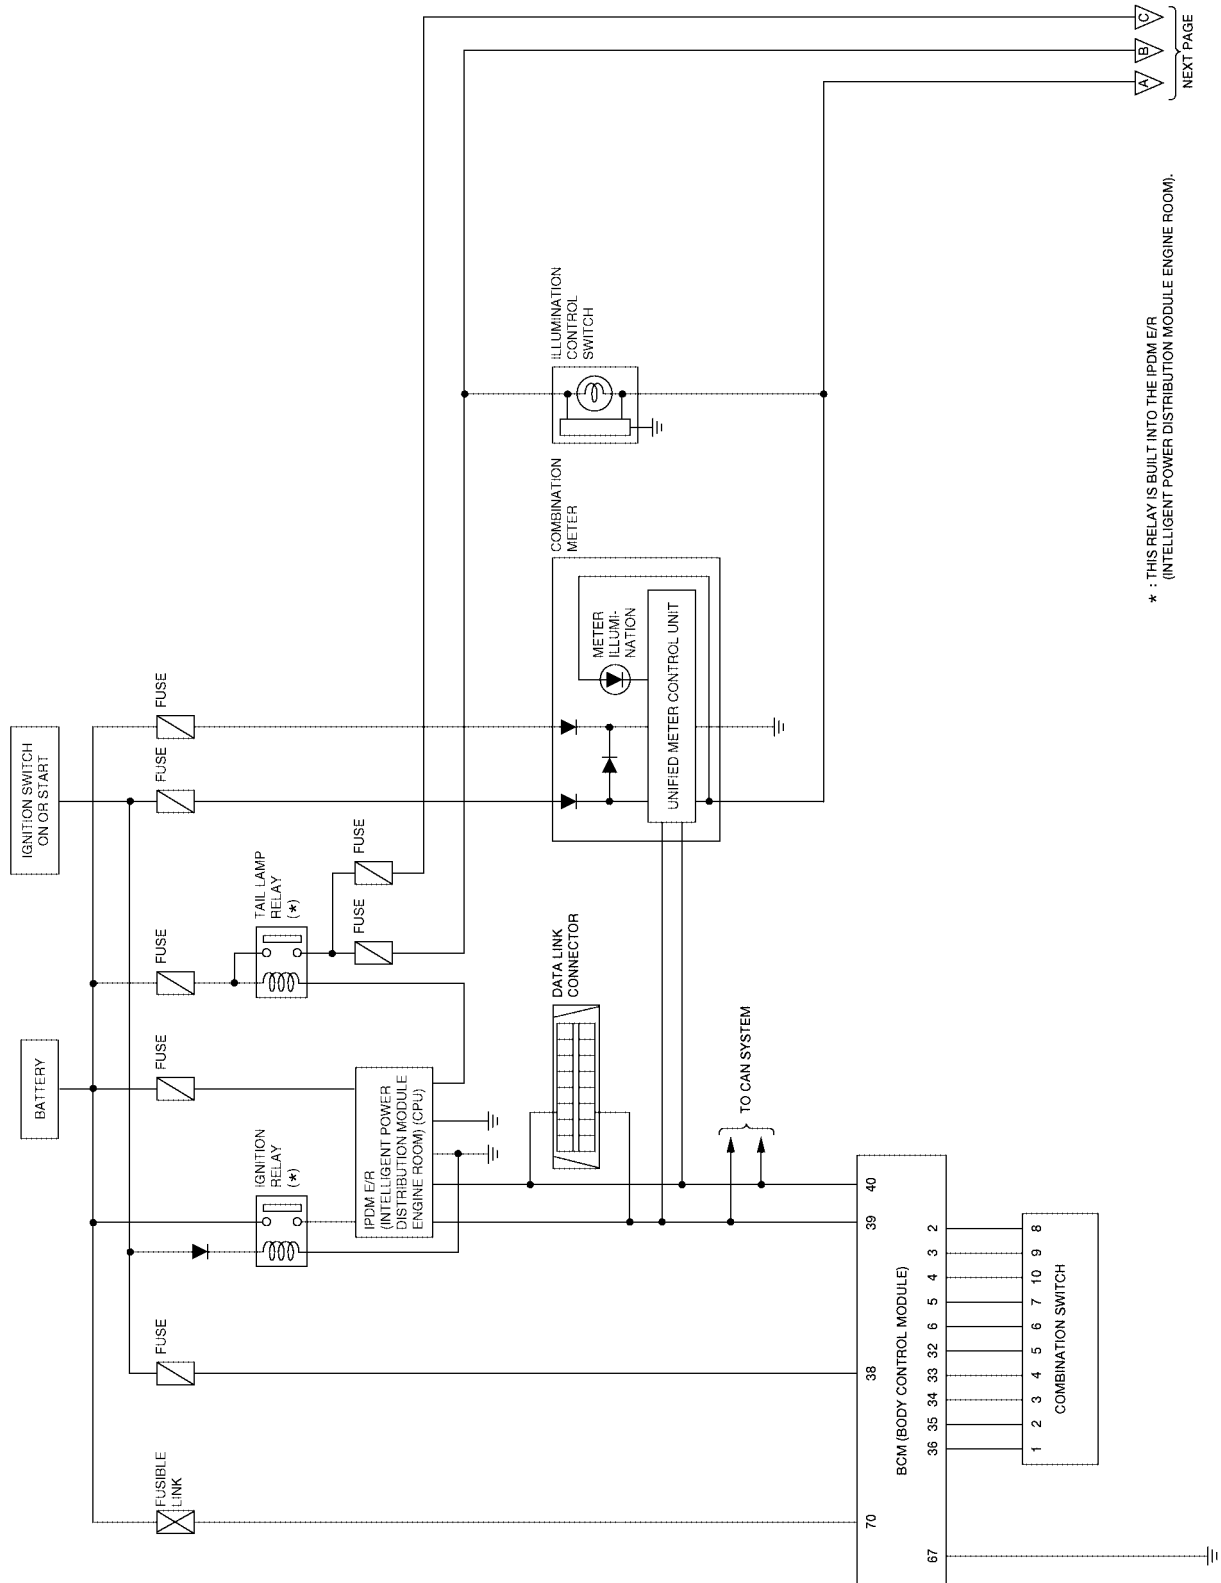 BATTERY
IGNITION SWITCH
ON OR START
FUSIBLE
LINK
FUSE
IGNITION
RELAY
(*)
FUSE
FUSE
TAIL LAMP
RELAY
(*)
FUSE
FUSE
FUSE
FUSE
IPDM E/R
(INTELLIGENT POWER
DISTRIBUTION MODULE
ENGINE ROOM) (CPU)
DATA LINK
CONNECTOR
COMBINATION
METER
METER
ILLUMI-
NATION
UNIFIED METER CONTROL UNIT
ILLUMINATION
CONTROL
SWITCH
TO CAN SYSTEM
70
38
39
40
BCM (BODY CONTROL MODULE)
67
36 35 34 33 32 6 5 4 3 2
1 2 3 4 5 6 7 10 9 8
COMBINATION SWITCH
A
B
C
NEXT PAGE
* : THIS RELAY IS BUILT INTO THE IPDM E/R
(INTELLIGENT POWER DISTRIBUTION MODULE ENGINE ROOM).